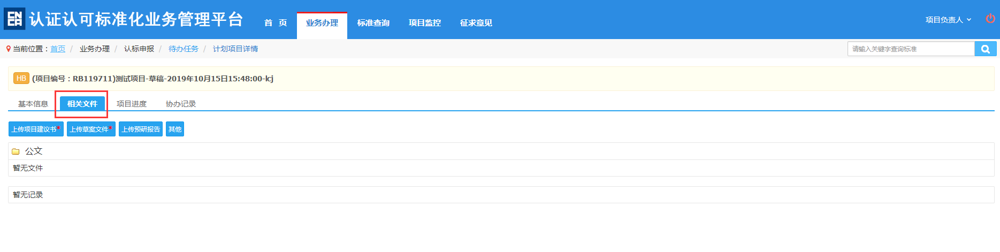 CNCA 认证认可标准化业务管理平台 首 页 业务办理 标准查询 项目监控 征求意见 项目负责人
当前位置：首页 / 业务办理 / 认标申报 / 待办任务 / 计划项目详情 请输入关键字查询标准
HB (项目编号：RB119711)测试项目-草稿-2019年10月15日15:48:00-lcj
基本信息 相关文件 项目进度 协办记录
上传项目建议书* 上传草案文件* 上传预研报告 其他
公文
暂无文件
暂无记录